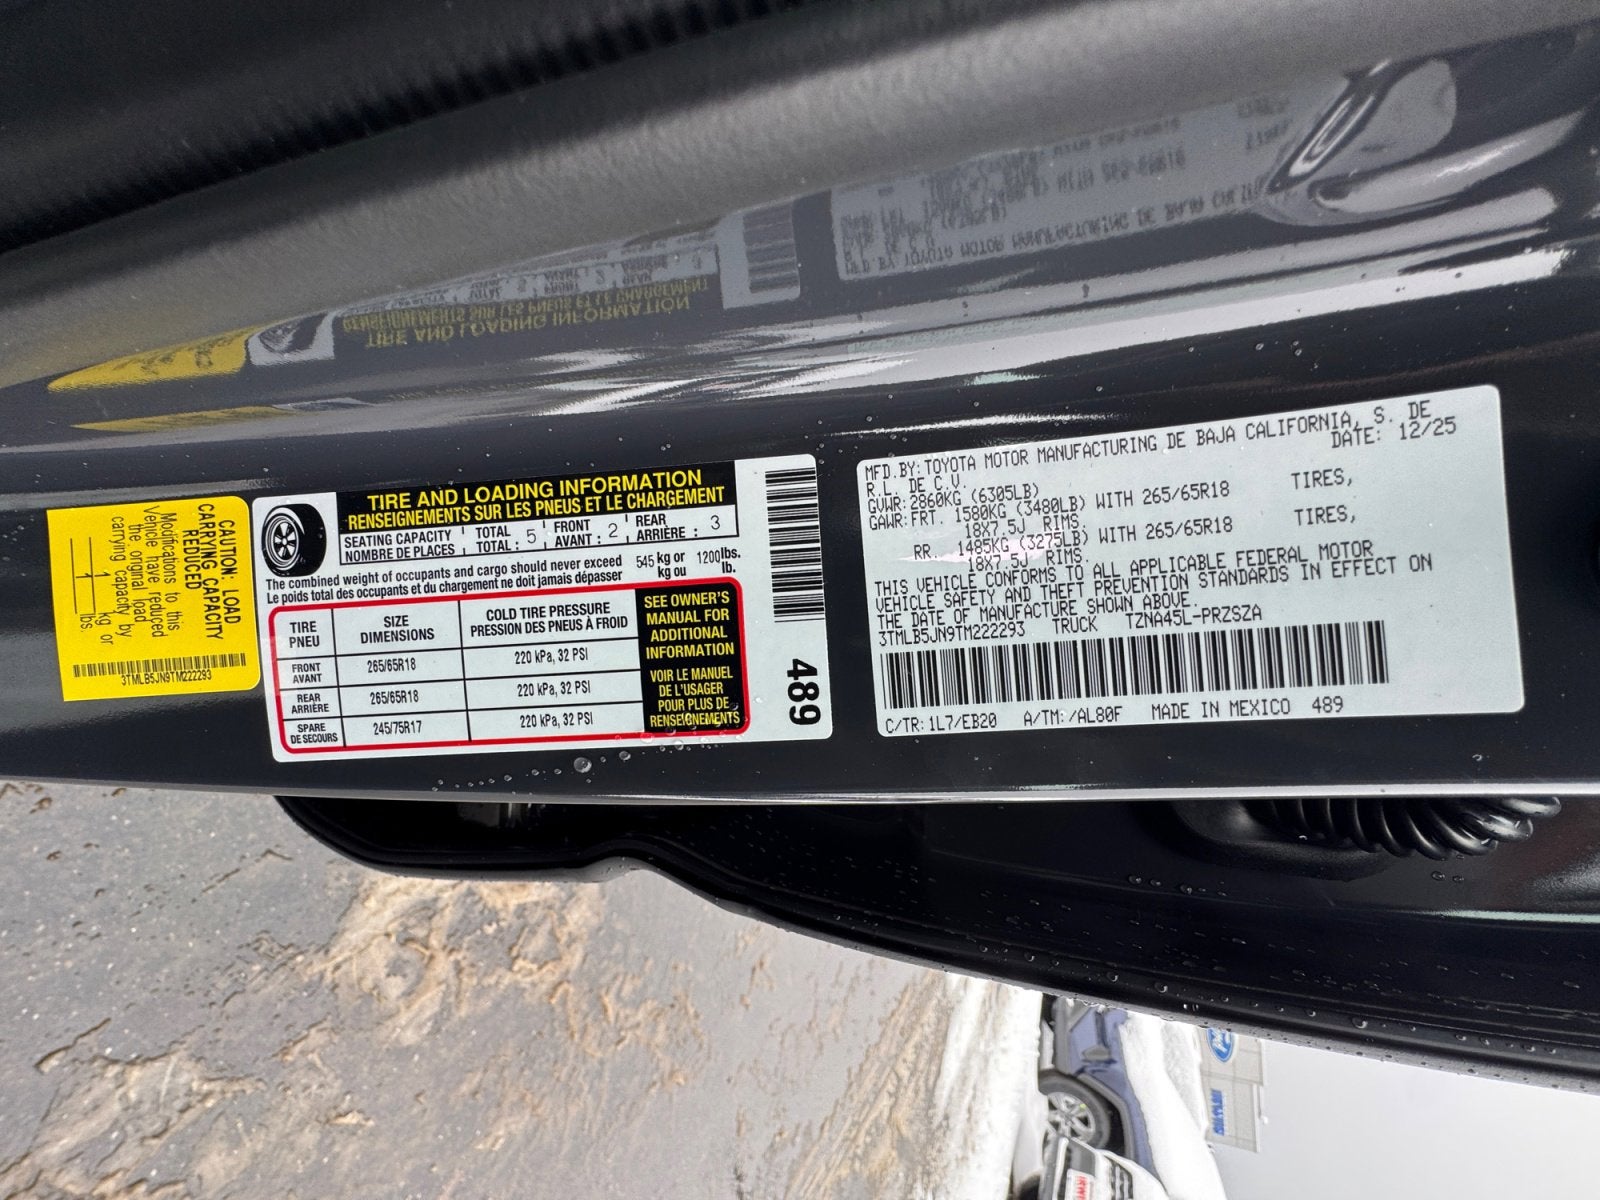 CAUTION: LOAD
CARRYING CAPACITY
REDUCED
Modifications to this
Vehicle have reduced
the original load
carrying capacity by
1 kg or
1 lbs.
3TMLB5JN9TM222293
TIRE AND LOADING INFORMATION
RENSEIGNEMENTS SUR LES PNEUS ET LE CHARGEMENT
SEATING CAPACITY TOTAL FRONT REAR
NOMBRE DE PLACES TOTAL : 5 AVANT : 2 ARRIÈRE : 3
The combined weight of occupants and cargo should never exceed 545 kg or 1200 lbs.
Le poids total des occupants et du chargement ne doit jamais dépasser kg ou lb.
TIRE SIZE COLD TIRE PRESSURE
PNEU DIMENSIONS PRESSION DES PNEUS À FROID
FRONT
AVANT 265/65R18 220 kPa, 32 PSI
REAR
ARRIÈRE 265/65R18 220 kPa, 32 PSI
SPARE
DE SECOURS 245/75R17 220 kPa, 32 PSI
SEE OWNER'S
MANUAL FOR
ADDITIONAL
INFORMATION
VOIR LE MANUEL
DE L'USAGER
POUR PLUS DE
RENSEIGNEMENTS
489
MFD.BY:TOYOTA MOTOR MANUFACTURING DE BAJA CALIFORNIA, S. DE
R.L. DE C.V. DATE: 12/25
GVWR:2860KG (6305LB)
GAWR:FRT. 1580KG (3480LB) WITH 265/65R18 TIRES,
18X7.5J RIMS
RR. 1485KG (3275LB) WITH 265/65R18 TIRES,
18X7.5J RIMS.
THIS VEHICLE CONFORMS TO ALL APPLICABLE FEDERAL MOTOR
VEHICLE SAFETY AND THEFT PREVENTION STANDARDS IN EFFECT ON
THE DATE OF MANUFACTURE SHOWN ABOVE.
3TMLB5JN9TM222293 TRUCK TZNA45L-PRZSZA
C/TR:1L7/EB20 A/TM:/AL80F MADE IN MEXICO 489